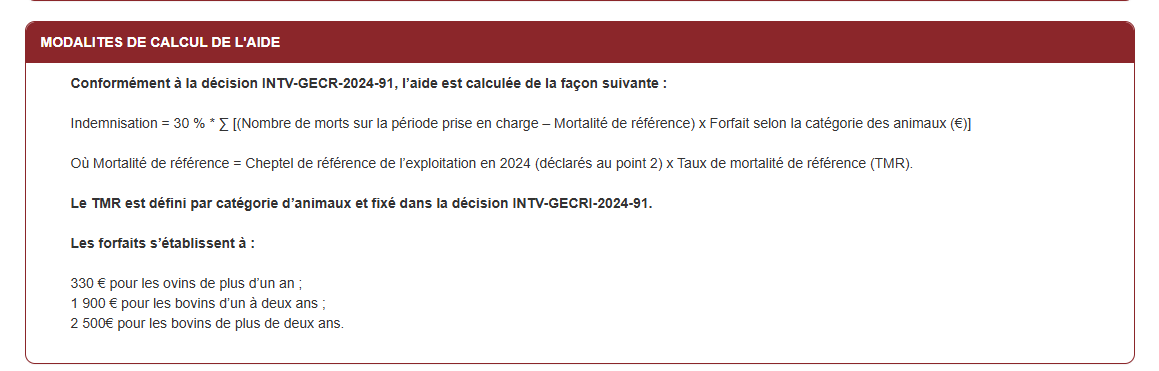 MODALITES DE CALCUL DE L'AIDE
Conformément à la décision INTV-GECR-2024-91, l’aide est calculée de la façon suivante :
Indemnisation = 30 % * ∑ [(Nombre de morts sur la période prise en charge – Mortalité de référence) x Forfait selon la catégorie des animaux (€)]
Où Mortalité de référence = Cheptel de référence de l’exploitation en 2024 (déclarés au point 2) x Taux de mortalité de référence (TMR).
Le TMR est défini par catégorie d’animaux et fixé dans la décision INTV-GECRI-2024-91.
Les forfaits s’établissent à :
330 € pour les ovins de plus d’un an ;
1 900 € pour les bovins d’un à deux ans ;
2 500€ pour les bovins de plus de deux ans.